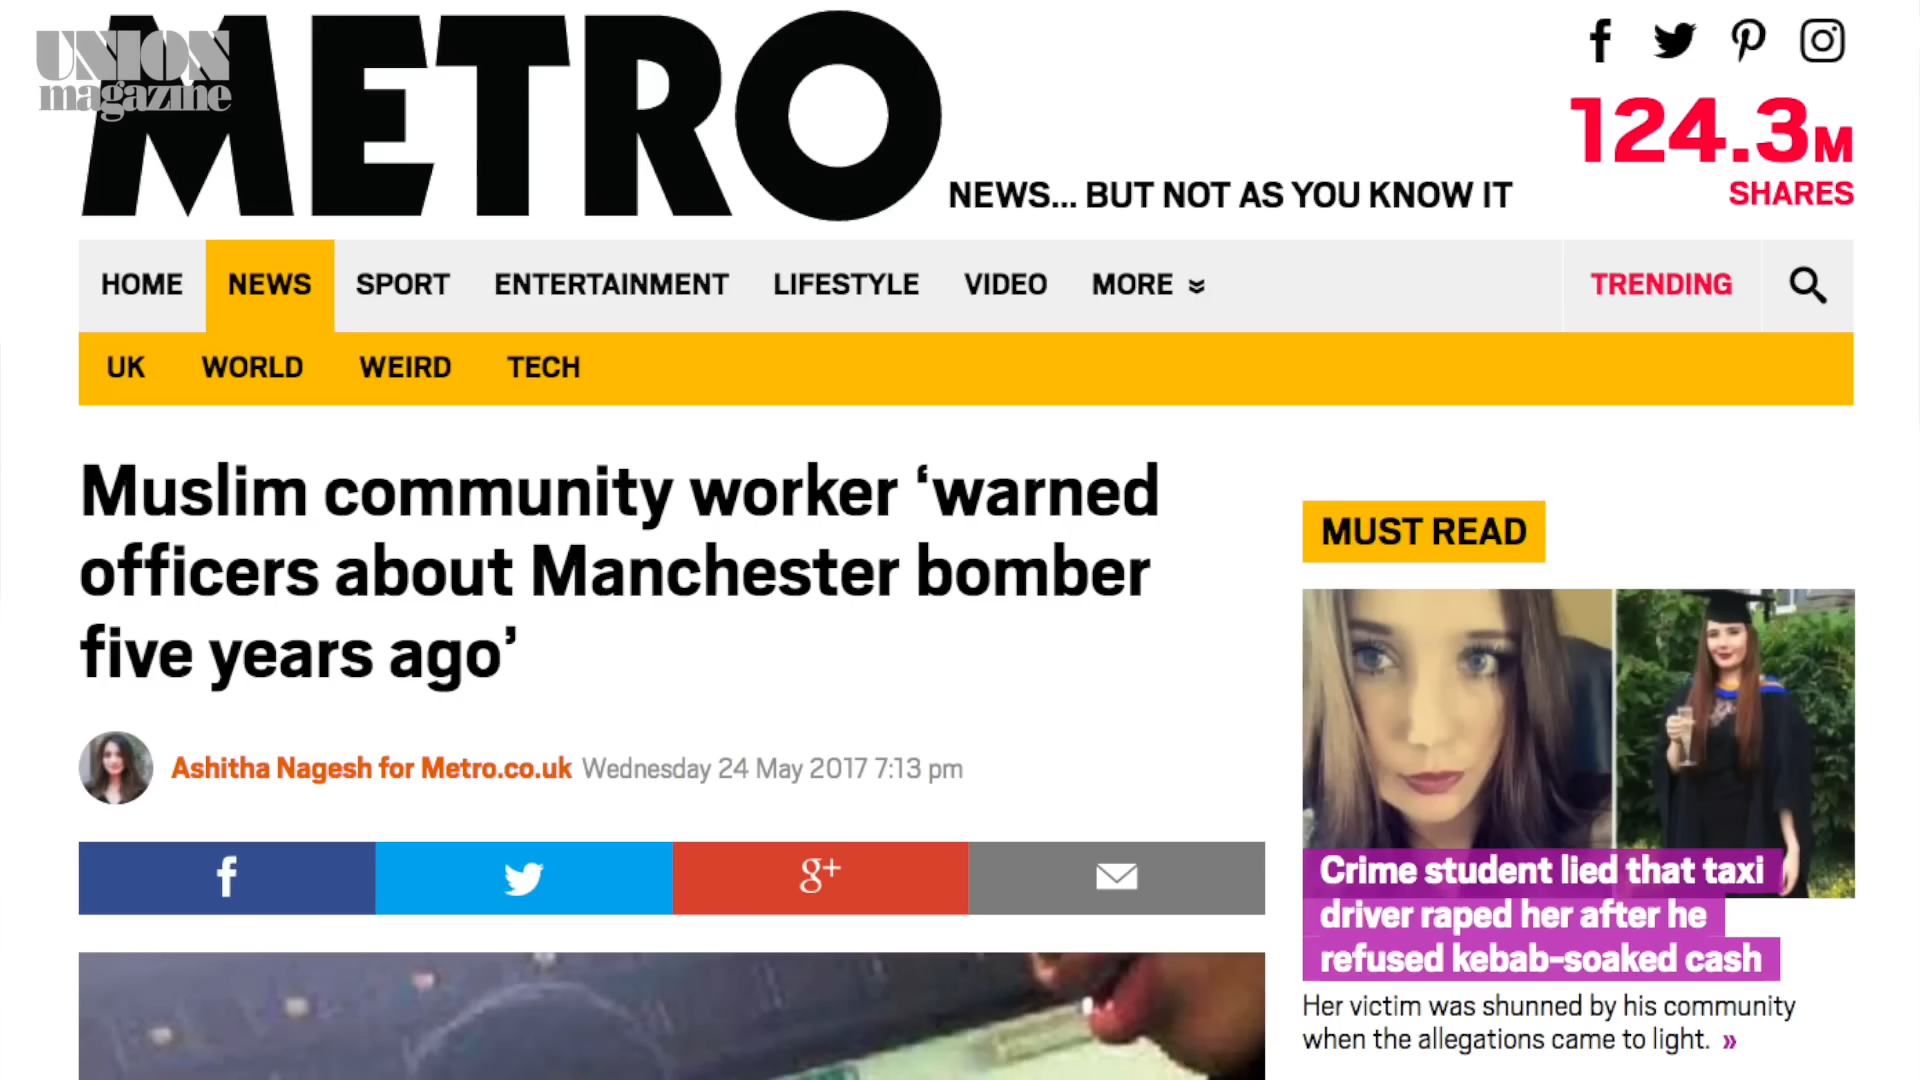 UNION
magazine
METRO
NEWS... BUT NOT AS YOU KNOW IT
124.3M
SHARES
HOME NEWS SPORT ENTERTAINMENT LIFESTYLE VIDEO MORE TRENDING
UK WORLD WEIRD TECH
Muslim community worker ‘warned
officers about Manchester bomber
five years ago’
Ashitha Nagesh for Metro.co.uk Wednesday 24 May 2017 7:13 pm
f g+
MUST READ
Crime student lied that taxi
driver raped her after he
refused kebab-soaked cash
Her victim was shunned by his community
when the allegations came to light. »